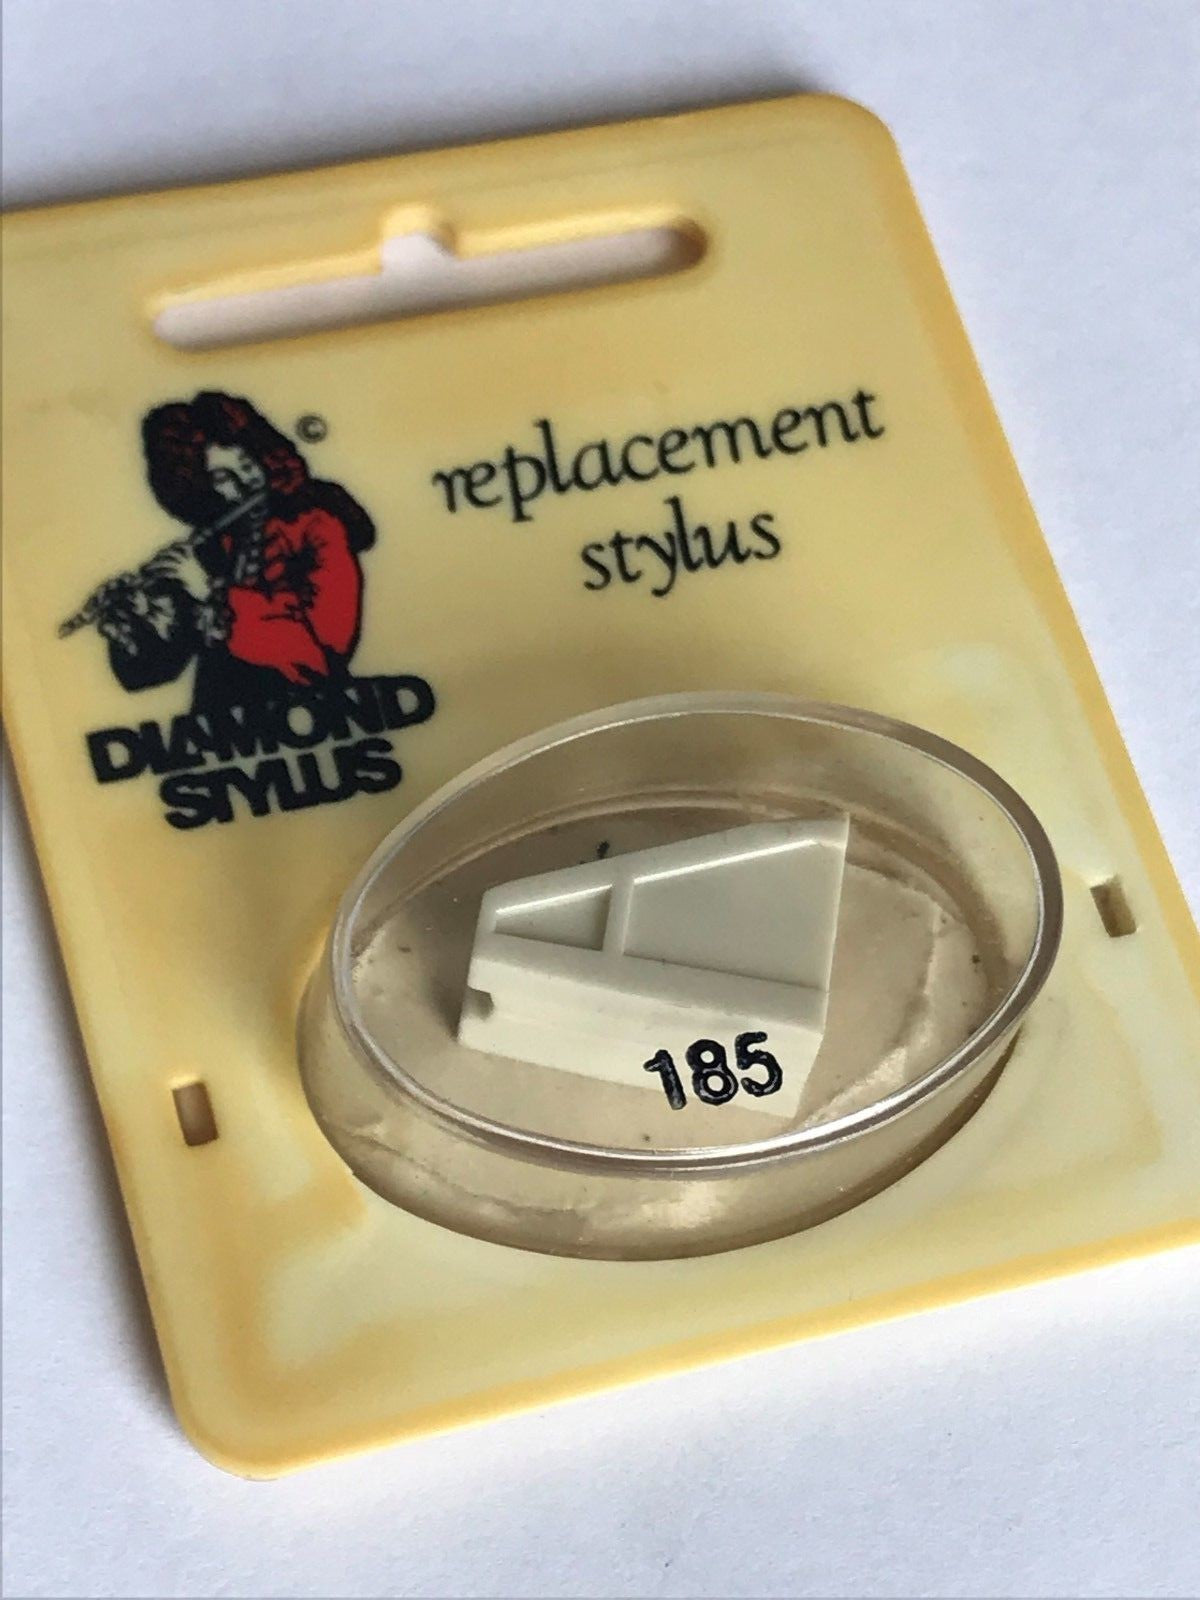 ©
replacement
stylus
DIAMOND
STYLUS
185